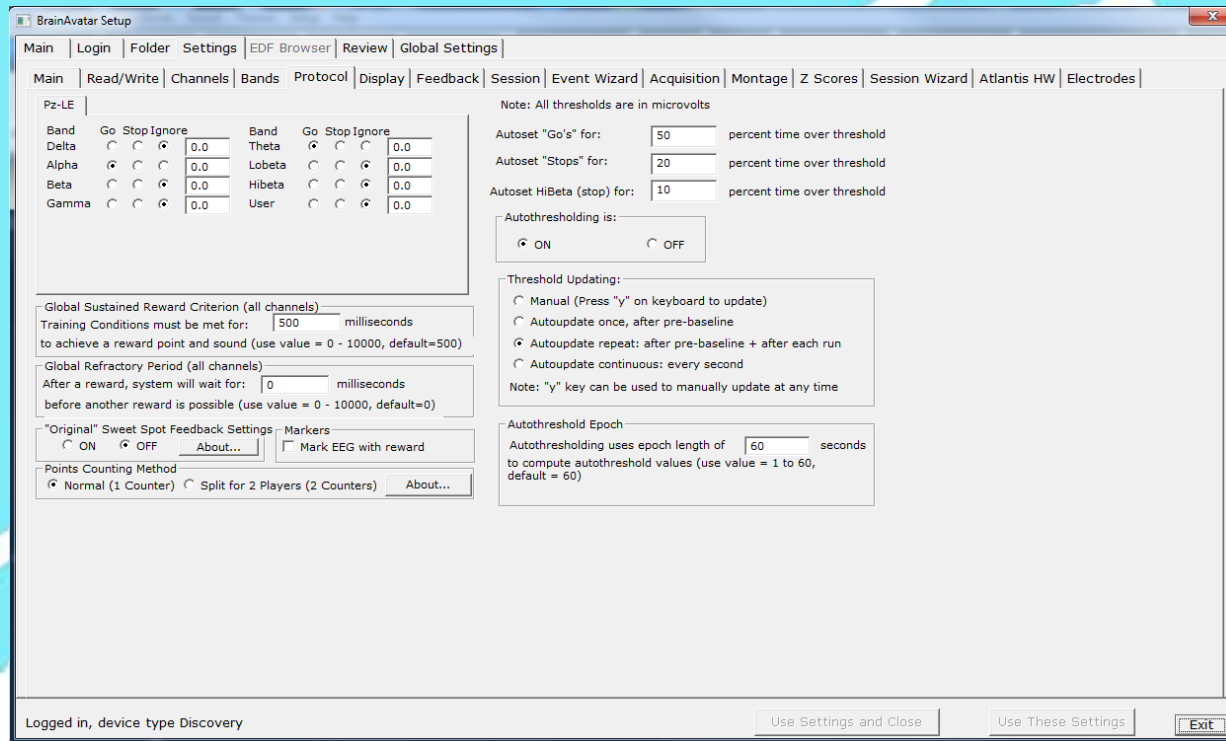 BrainAvatar Setup
Main Login Folder Settings EDF Browser Review Global Settings
Main Read/Write Channels Bands Protocol Display Feedback Session Event Wizard Acquisition Montage Z Scores Session Wizard Atlantis HW Electrodes
Pz-LE
Band Go Stop Ignore Band Go Stop Ignore
Delta 0.0 Theta 0.0
Alpha 0.0 Lobeta 0.0
Beta 0.0 Hibeta 0.0
Gamma 0.0 User 0.0
Global Sustained Reward Criterion (all channels)
Training Conditions must be met for: 500 milliseconds
to achieve a reward point and sound (use value = 0 - 10000, default=500)
Global Refractory Period (all channels)
After a reward, system will wait for: 0 milliseconds
before another reward is possible (use value = 0 - 10000, default=0)
"Original" Sweet Spot Feedback Settings
ON OFF About...
Markers
Mark EEG with reward
Points Counting Method
Normal (1 Counter) Split for 2 Players (2 Counters) About...
Note: All thresholds are in microvolts
Autoset "Go's" for: 50 percent time over threshold
Autoset "Stops" for: 20 percent time over threshold
Autoset HiBeta (stop) for: 10 percent time over threshold
Autothresholding is:
ON OFF
Threshold Updating:
Manual (Press "y" on keyboard to update)
Autoupdate once, after pre-baseline
Autoupdate repeat: after pre-baseline + after each run
Autoupdate continuous: every second
Note: "y" key can be used to manually update at any time
Autothreshold Epoch
Autothresholding uses epoch length of 60 seconds
to compute autothreshold values (use value = 1 to 60,
default = 60)
Logged in, device type Discovery
Use Settings and Close Use These Settings Exit